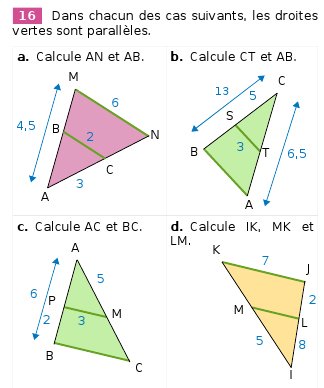 16 Dans chacun des cas suivants, les droites
vertes sont parallèles.
a. Calcule AN et AB.
M
6
4,5
B
2
N
C
3
A
b. Calcule CT et AB.
13
5
C
S
B
3
T
6,5
A
c. Calcule AC et BC.
A
6
5
P
M
2
3
B
C
d. Calcule IK, MK et
LM.
K
7
J
2
M
L
5
8
I